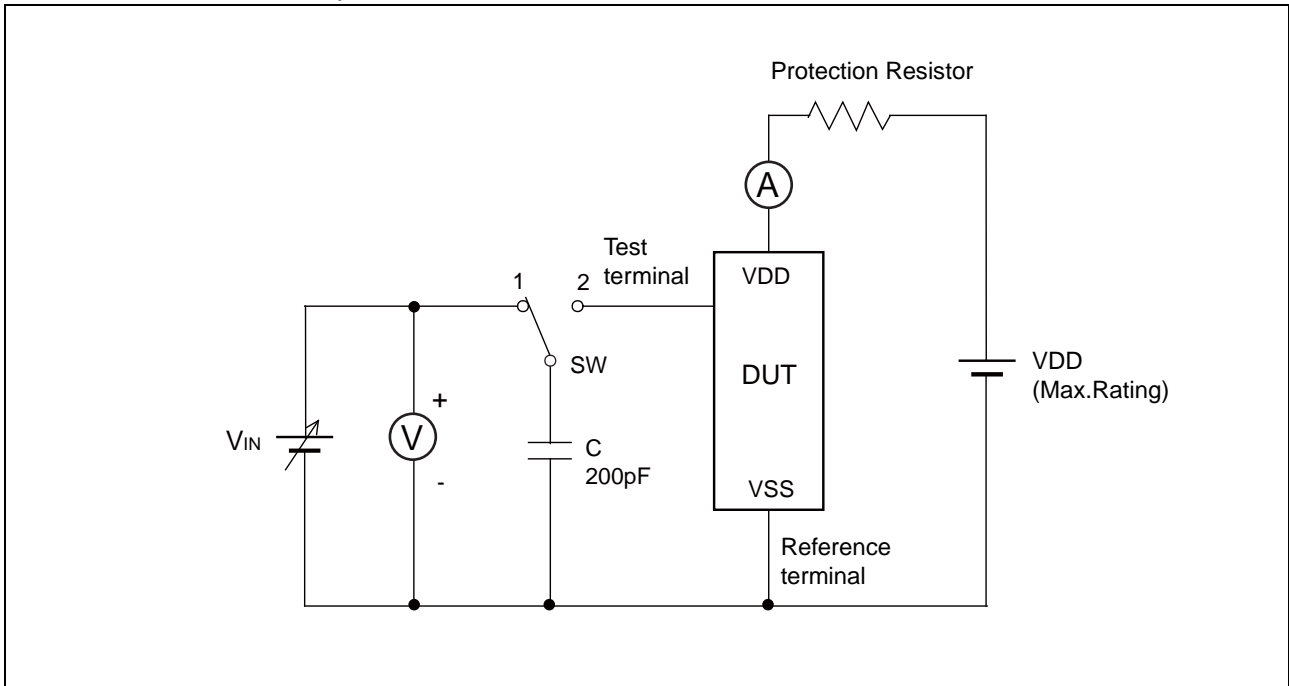 Protection Resistor
A
Test
terminal
1
2
VDD
SW
DUT
VDD
(Max.Rating)
VIN
+
V
-
C
200pF
VSS
Reference
terminal